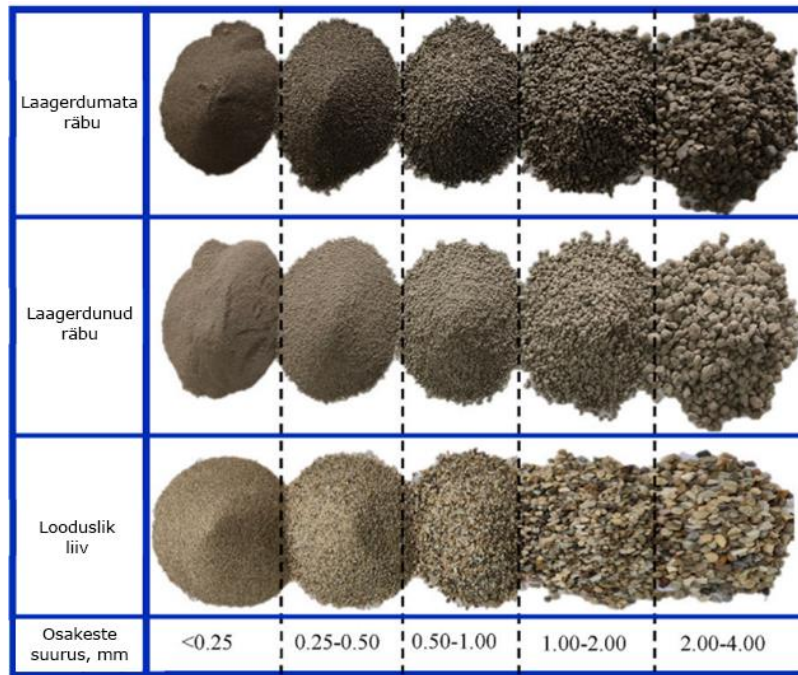 Laagerdumata
räbu
Laagerdunud
räbu
Looduslik
liiv
Osakeste
suurus, mm
<0.25
0.25-0.50
0.50-1.00
1.00-2.00
2.00-4.00